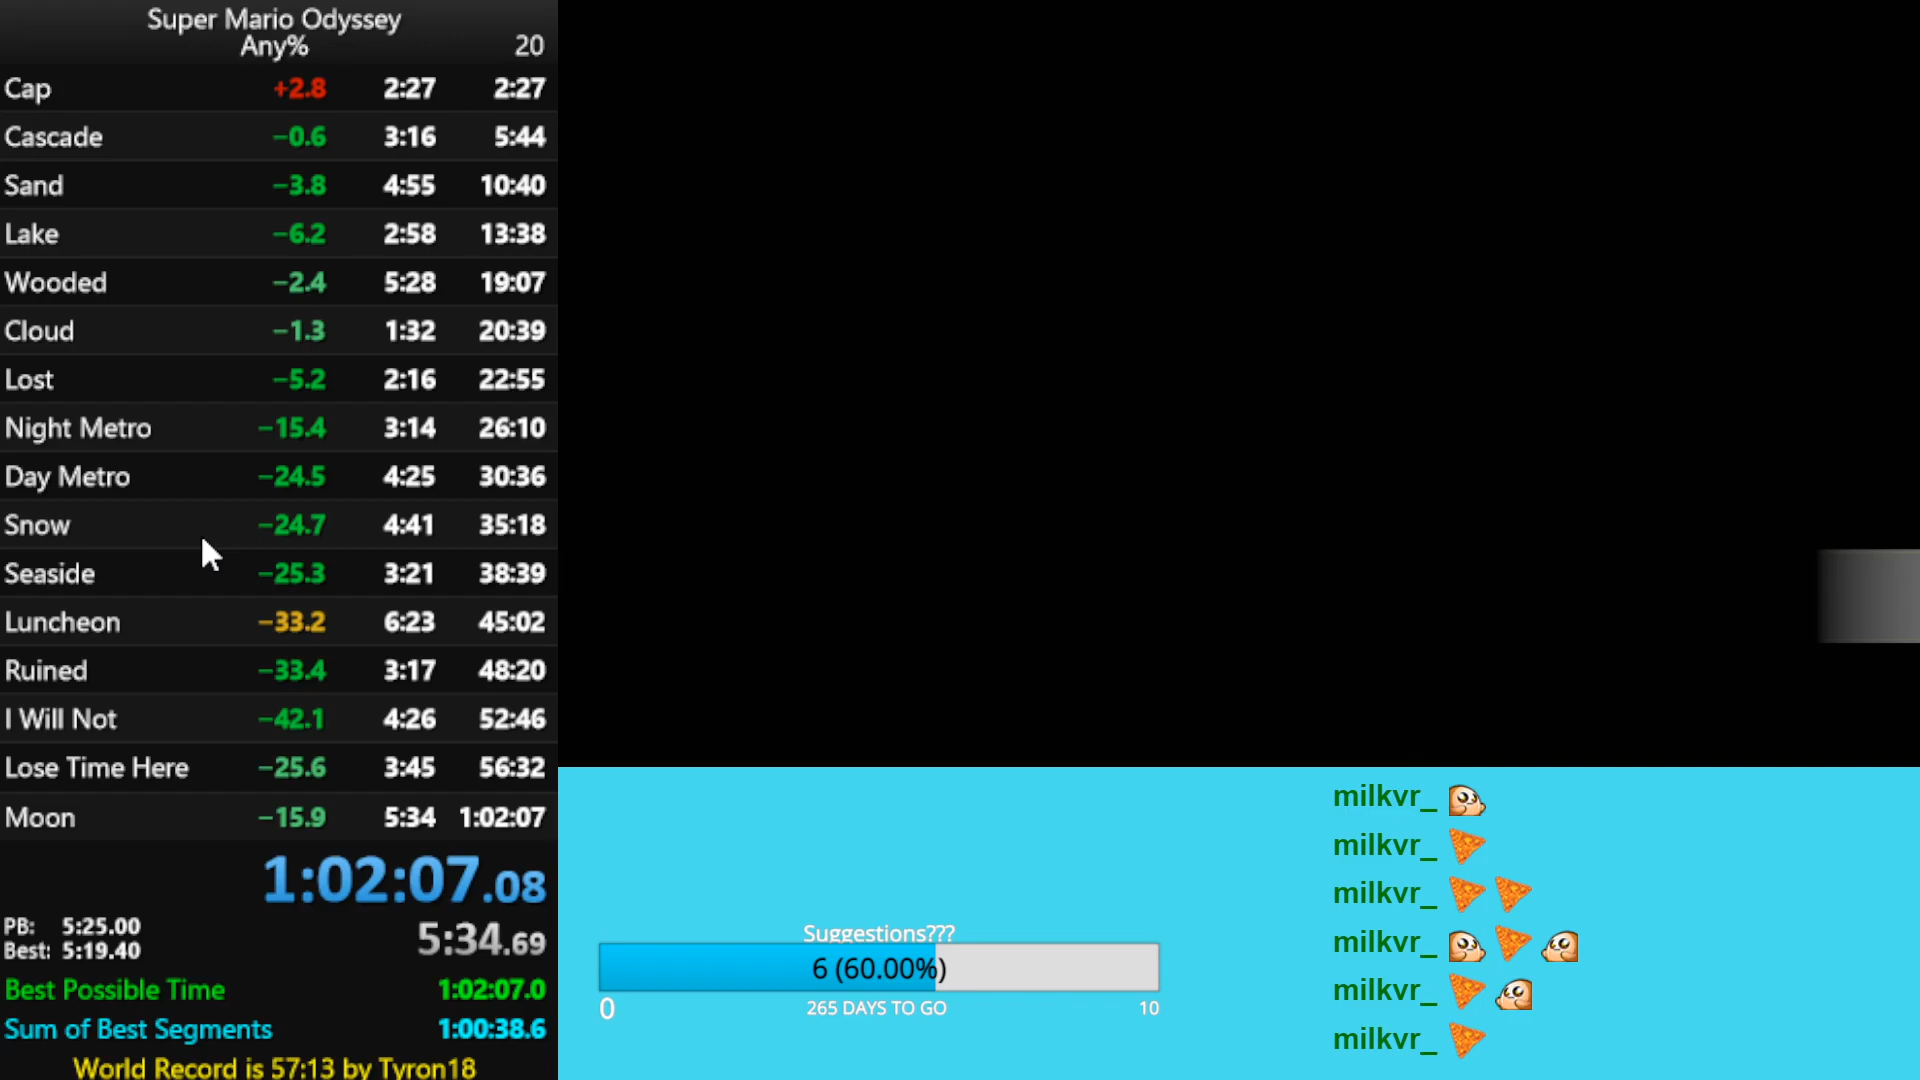 Super Mario Odyssey
Any% 20
Cap +2.8 2:27 2:27
Cascade −0.6 3:16 5:44
Sand −3.8 4:55 10:40
Lake −6.2 2:58 13:38
Wooded −2.4 5:28 19:07
Cloud −1.3 1:32 20:39
Lost −5.2 2:16 22:55
Night Metro −15.4 3:14 26:10
Day Metro −24.5 4:25 30:36
Snow −24.7 4:41 35:18
Seaside −25.3 3:21 38:39
Luncheon −33.2 6:23 45:02
Ruined −33.4 3:17 48:20
I Will Not −42.1 4:26 52:46
Lose Time Here −25.6 3:45 56:32
Moon −15.9 5:34 1:02:07
1:02:07.08
PB: 5:25.00
Best: 5:19.40
5:34.69
Best Possible Time 1:02:07.0
Sum of Best Segments 1:00:38.6
World Record is 57:13 by Tyron18
Suggestions???
6 (60.00%)
0 265 DAYS TO GO 10
milkvr_
milkvr_
milkvr_
milkvr_
milkvr_
milkvr_